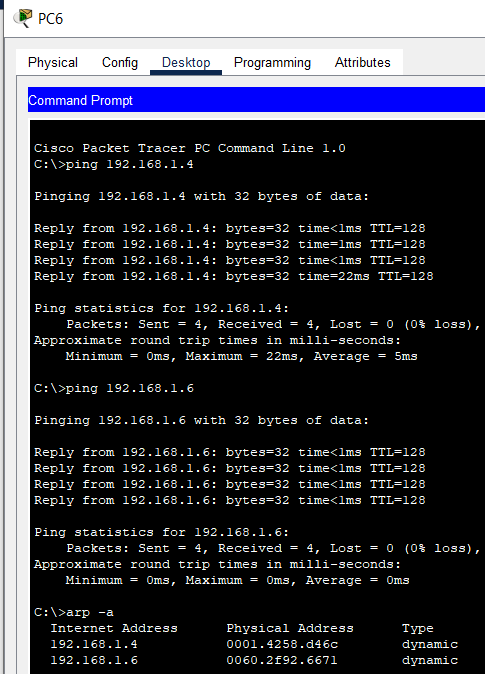 PC6
Physical Config Desktop Programming Attributes
Command Prompt
Cisco Packet Tracer PC Command Line 1.0
C:\>ping 192.168.1.4
Pinging 192.168.1.4 with 32 bytes of data:
Reply from 192.168.1.4: bytes=32 time<1ms TTL=128
Reply from 192.168.1.4: bytes=32 time=1ms TTL=128
Reply from 192.168.1.4: bytes=32 time<1ms TTL=128
Reply from 192.168.1.4: bytes=32 time=22ms TTL=128
Ping statistics for 192.168.1.4:
Packets: Sent = 4, Received = 4, Lost = 0 (0% loss),
Approximate round trip times in milli-seconds:
Minimum = 0ms, Maximum = 22ms, Average = 5ms
C:\>ping 192.168.1.6
Pinging 192.168.1.6 with 32 bytes of data:
Reply from 192.168.1.6: bytes=32 time<1ms TTL=128
Reply from 192.168.1.6: bytes=32 time<1ms TTL=128
Reply from 192.168.1.6: bytes=32 time<1ms TTL=128
Reply from 192.168.1.6: bytes=32 time<1ms TTL=128
Ping statistics for 192.168.1.6:
Packets: Sent = 4, Received = 4, Lost = 0 (0% loss),
Approximate round trip times in milli-seconds:
Minimum = 0ms, Maximum = 0ms, Average = 0ms
C:\>arp -a
Internet Address Physical Address Type
192.168.1.4 0001.4258.d46c dynamic
192.168.1.6 0060.2f92.6671 dynamic